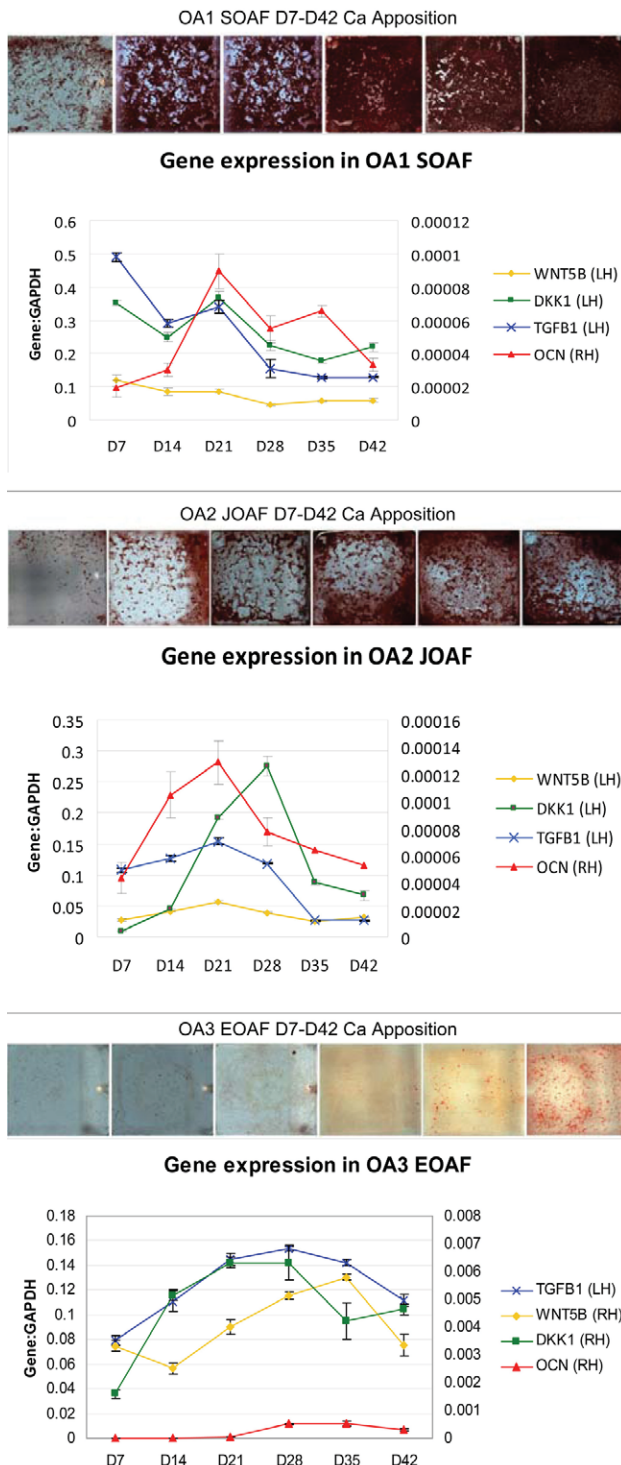 OA1 SOAF D7-D42 Ca Apposition
Gene expression in OA1 SOAF
0.6 0.00012
0.5 0.0001
0.4 0.00008
0.3 0.00006
0.2 0.00004
0.1 0.00002
0 0
Gene:GAPDH
D7 D14 D21 D28 D35 D42
WNT5B (LH)
DKK1 (LH)
TGFB1 (LH)
OCN (RH)
OA2 JOAF D7-D42 Ca Apposition
Gene expression in OA2 JOAF
0.35 0.00016
0.3 0.00014
0.25 0.00012
0.2 0.0001
0.15 0.00008
0.1 0.00006
0.05 0.00004
0 0.00002
0
Gene:GAPDH
D7 D14 D21 D28 D35 D42
WNT5B (LH)
DKK1 (LH)
TGFB1 (LH)
OCN (RH)
OA3 EOAF D7-D42 Ca Apposition
Gene expression in OA3 EOAF
0.18 0.008
0.16 0.007
0.14 0.006
0.12 0.005
0.1 0.004
0.08 0.003
0.06 0.002
0.04 0.001
0.02 0
0
Gene:GAPDH
D7 D14 D21 D28 D35 D42
TGFB1 (LH)
WNT5B (RH)
DKK1 (RH)
OCN (RH)